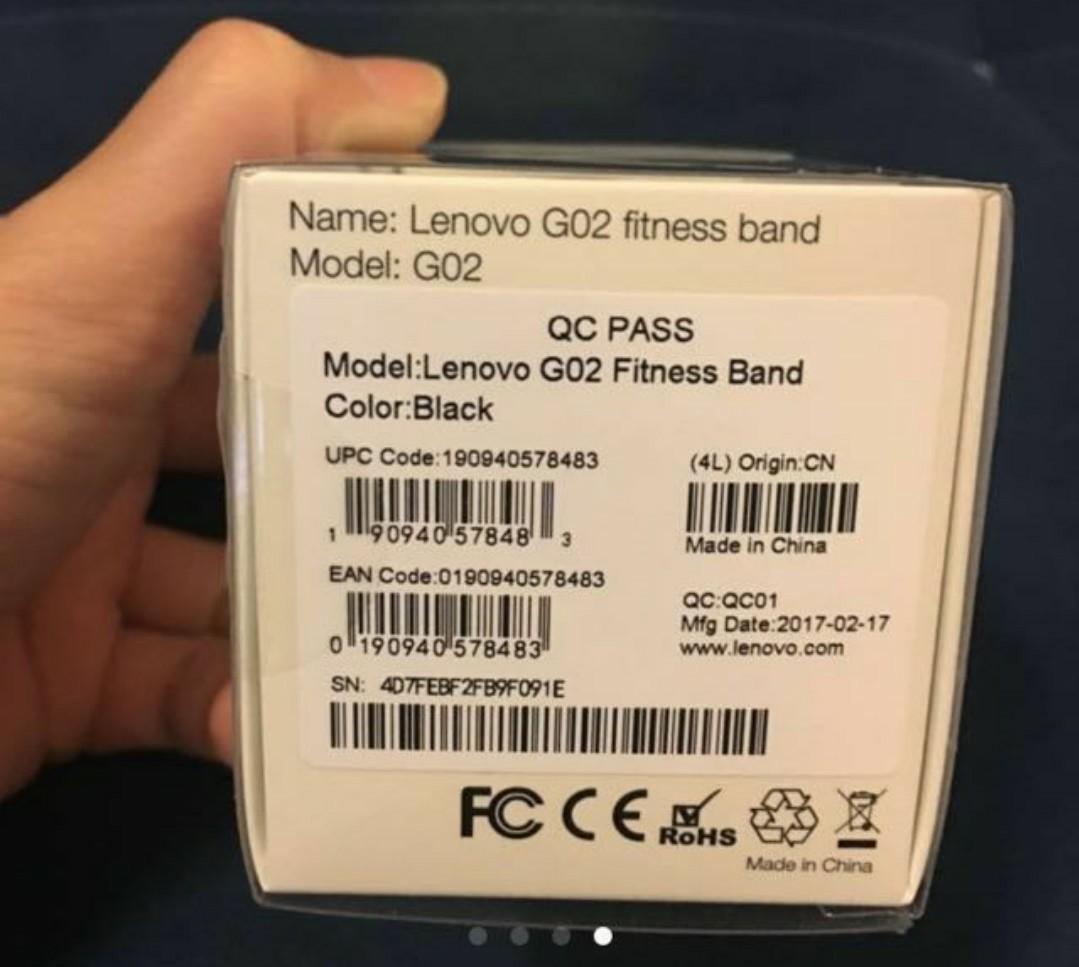 Name: Lenovo G02 fitness band
Model: G02
QC PASS
Model:Lenovo G02 Fitness Band
Color:Black
UPC Code:190940578483
1 90940 57848 3
(4L) Origin:CN
Made in China
EAN Code:0190940578483
0 190940 578483
QC:QC01
Mfg Date:2017-02-17
www.lenovo.com
SN: 4D7FEBF2FB9F091E
FC CE RoHS
Made in China